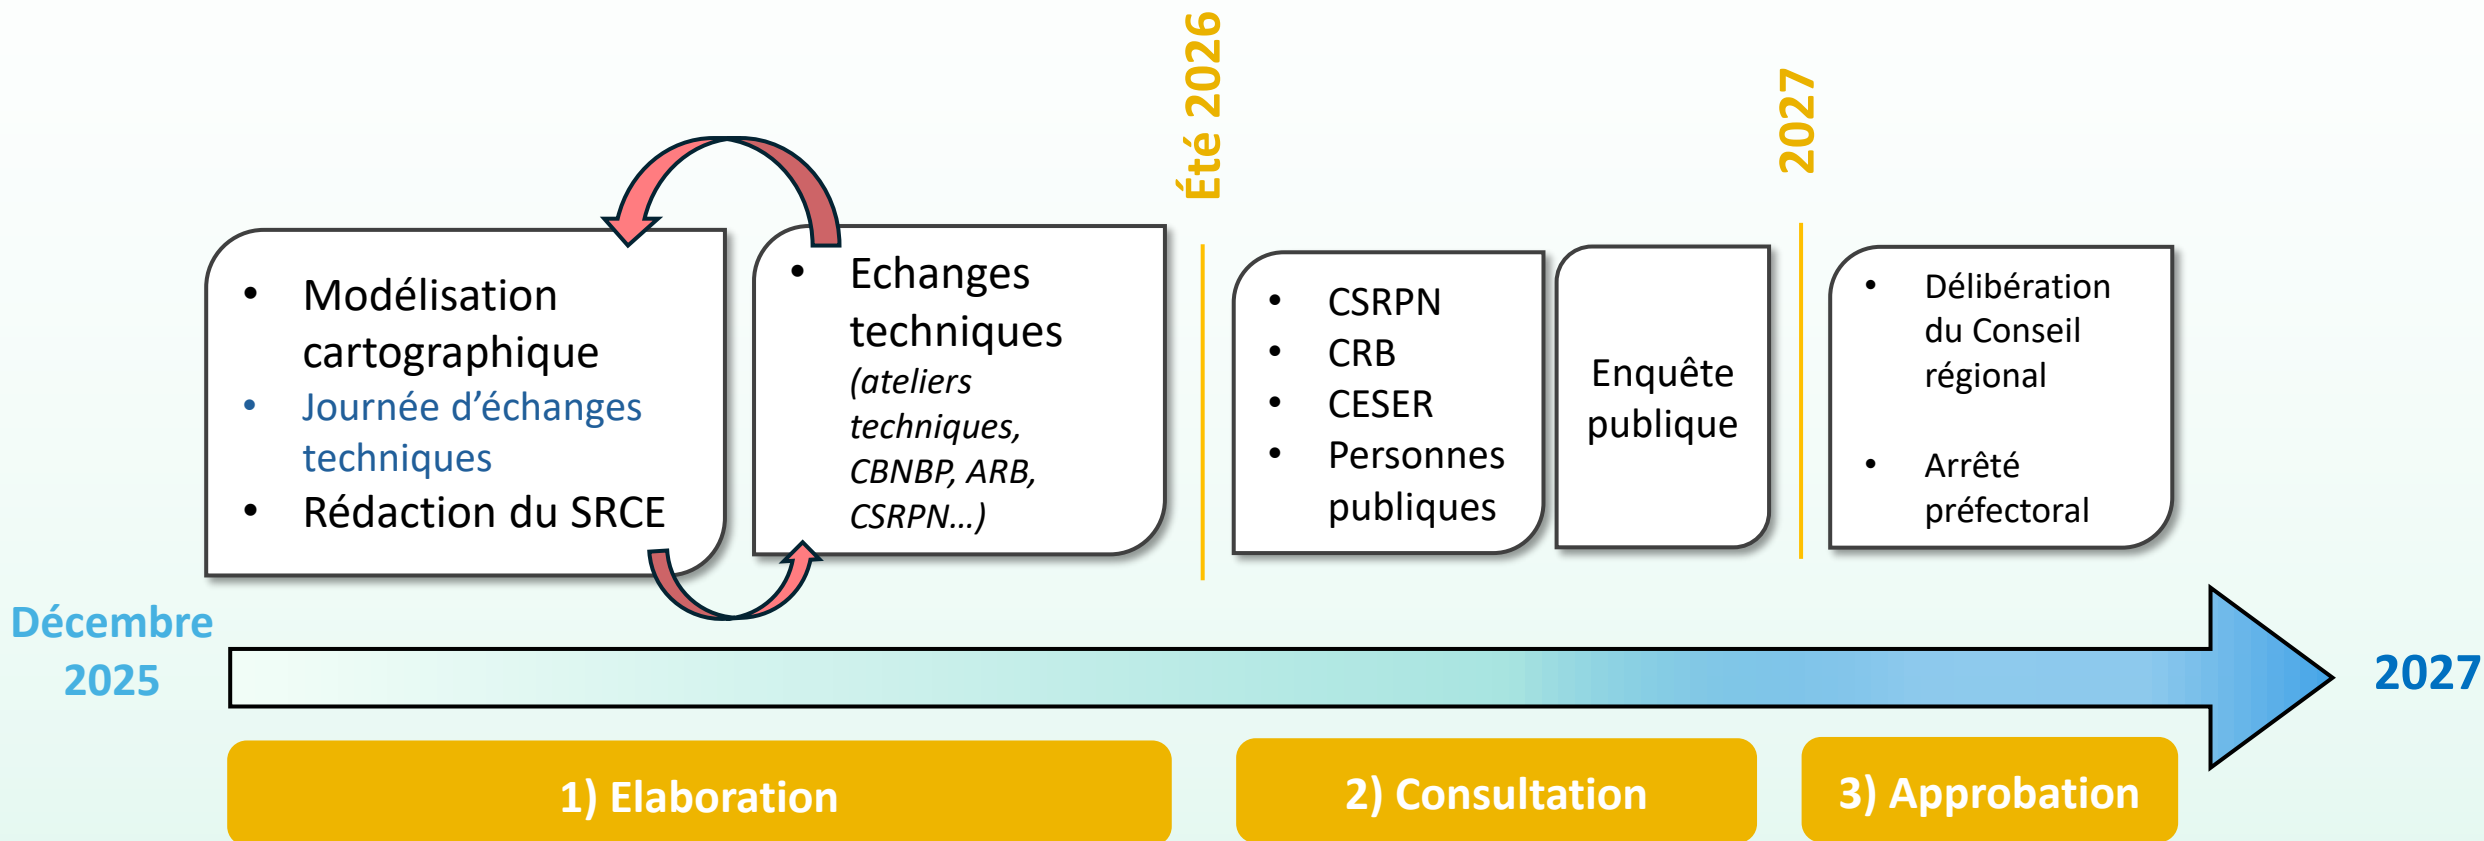 Été 2026
2027
• Modélisation
cartographique
• Journée d’échanges
techniques
• Rédaction du SRCE
• Echanges
techniques
(ateliers
techniques,
CBNBP, ARB,
CSRPN…)
• CSRPN
• CRB
• CESER
• Personnes
publiques
Enquête
publique
• Délibération
du Conseil
régional
• Arrêté
préfectoral
Décembre
2025
2027
1) Elaboration
2) Consultation
3) Approbation